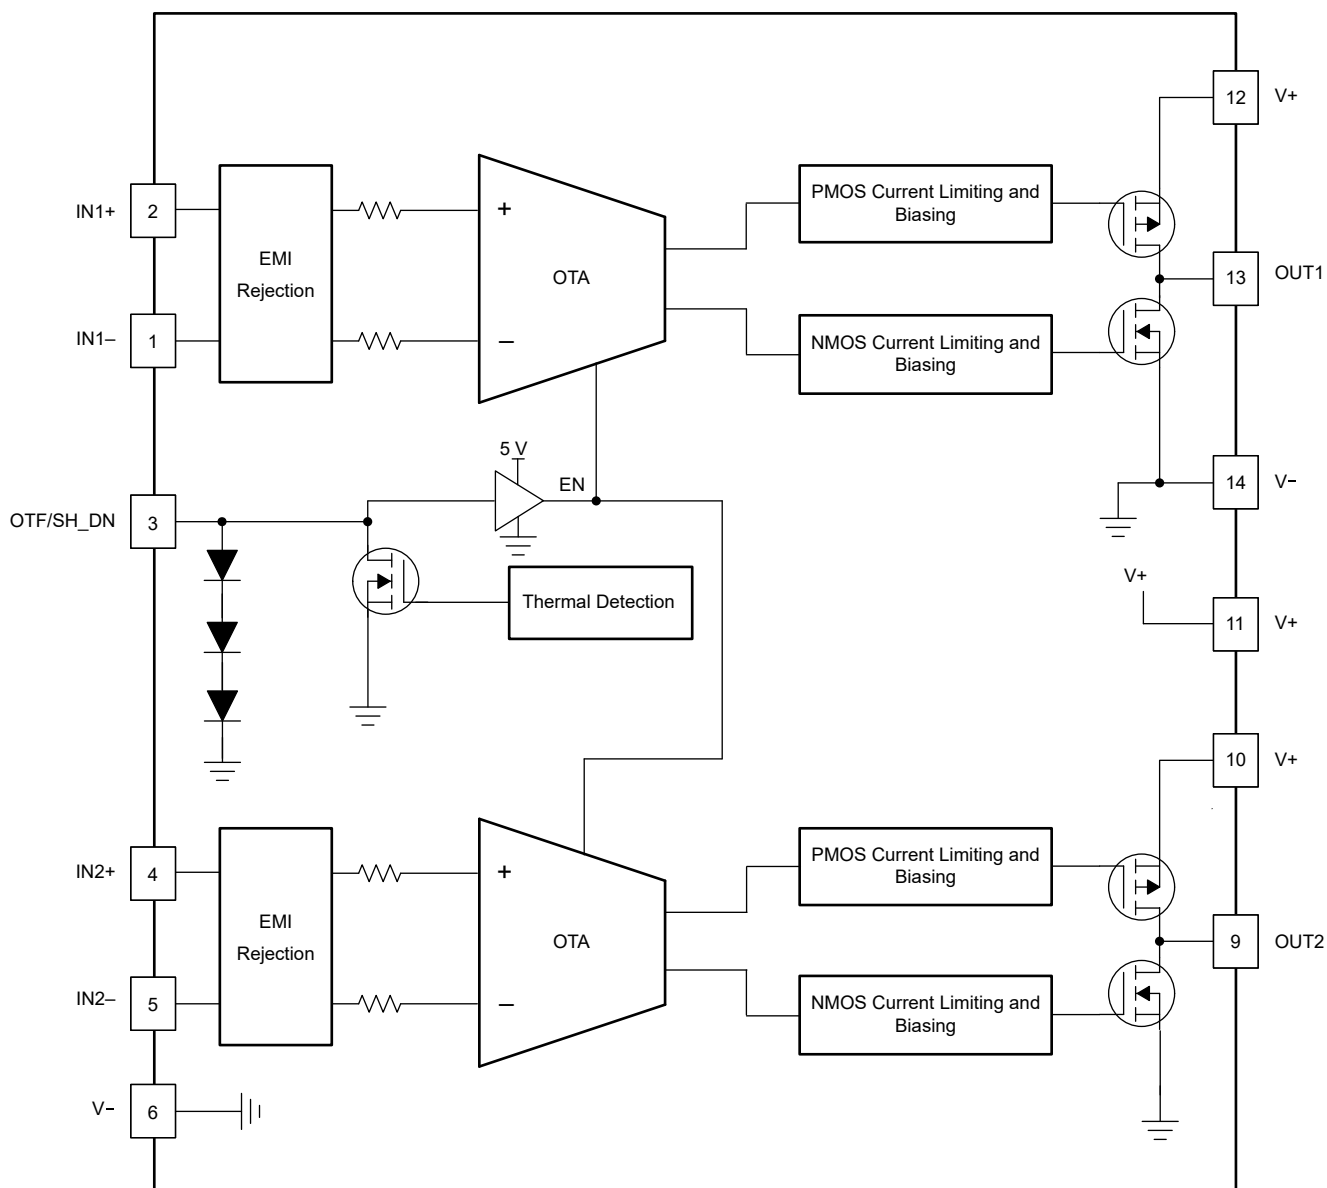 12
V+
IN1+
2
PMOS Current Limiting and
Biasing
+
EMI
Rejection
OTA
13
OUT1
IN1–
1
–
NMOS Current Limiting and
Biasing
5 V
EN
14
V−
OTF/SH_DN
3
V+
Thermal Detection
11
V+
10
V+
IN2+
4
PMOS Current Limiting and
Biasing
+
EMI
Rejection
OTA
9
OUT2
IN2–
5
–
NMOS Current Limiting and
Biasing
V−
6